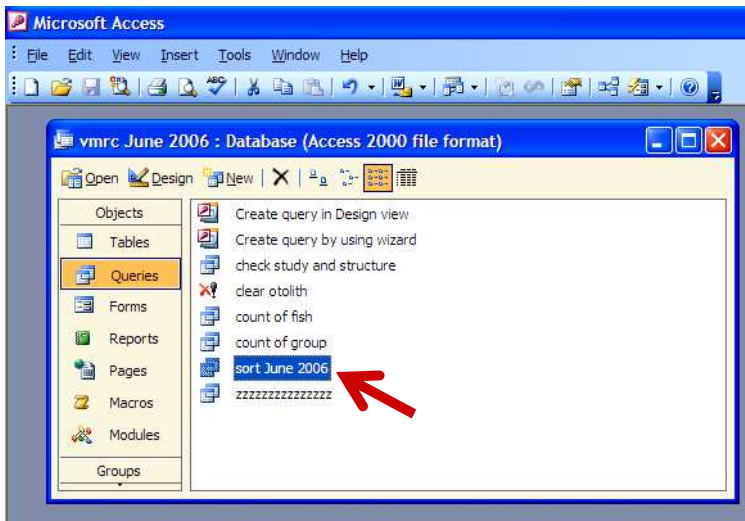 Microsoft Access
File Edit View Insert Tools Window Help
ABC
vmrc June 2006 : Database (Access 2000 file format)
Open Design New
Objects
Tables
Queries
Forms
Reports
Pages
Macros
Modules
Groups
Create query in Design view
Create query by using wizard
check study and structure
clear otolith
count of fish
count of group
sort June 2006
zzzzzzzzzzzzzzz